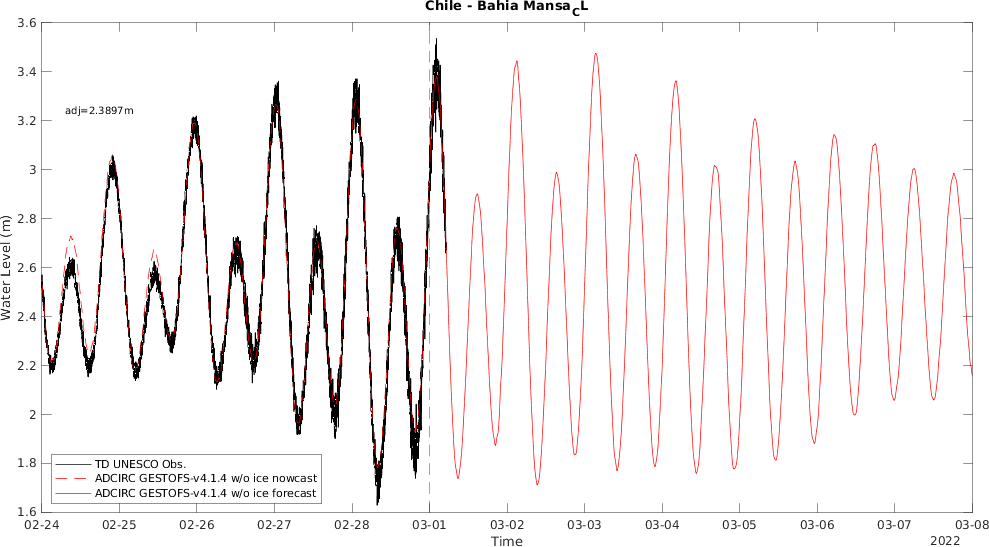 Chile - Bahia Mansa_CL
3.6
3.4
adj=2.3897m
3.2
3
2.8
2.6
2.4
2.2
2
1.8
1.6
Water Level (m)
TD UNESCO Obs.
ADCIRC GESTOFS-v4.1.4 w/o ice nowcast
ADCIRC GESTOFS-v4.1.4 w/o ice forecast
02-24 02-25 02-26 02-27 02-28 03-01 03-02 03-03 03-04 03-05 03-06 03-07 03-08
Time
2022